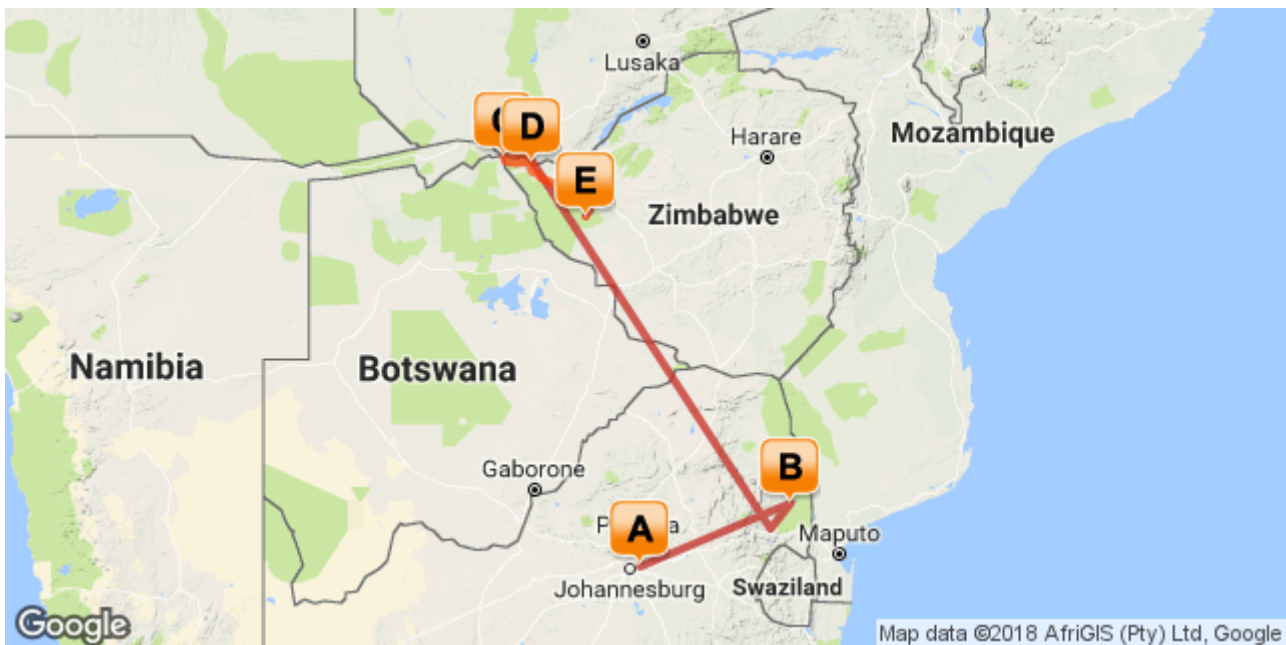 Lusaka
Harare
Mozambique
D
E
Zimbabwe
Namibia
Botswana
Gaborone
B
A
Maputo
Johannesburg
Swaziland
Google
Map data ©2018 AfriGIS (Pty) Ltd, Google